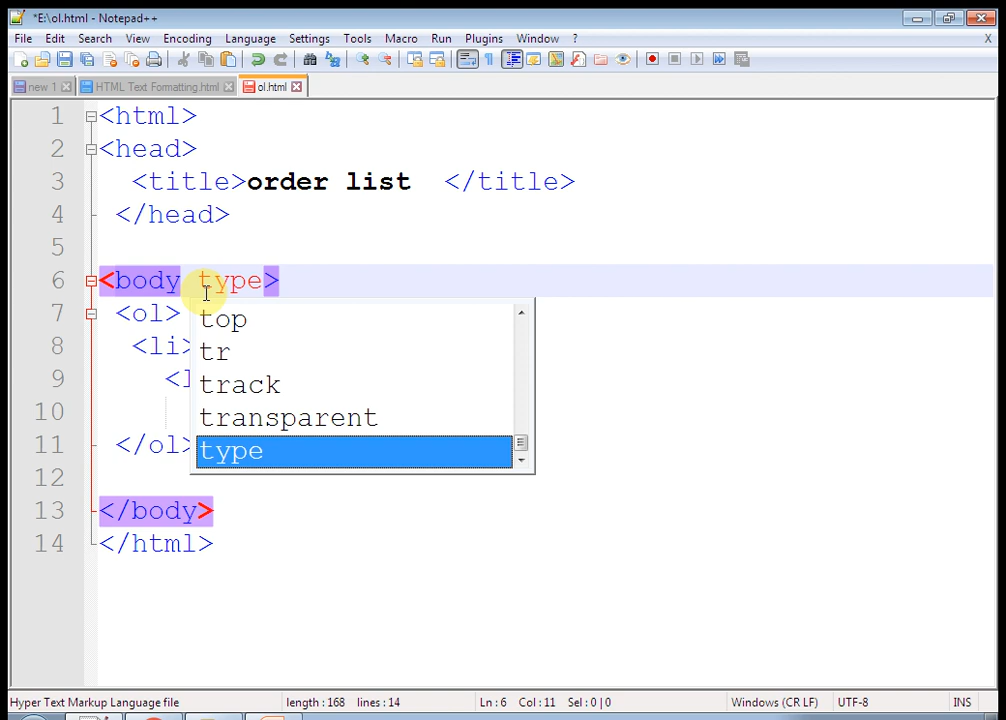 *E:\ol.html - Notepad++
File Edit Search View Encoding Language Settings Tools Macro Run Plugins Window ? X
new 1 HTML Text Formatting.html ol.html
1 <html>
2 <head>
3 <title>order list </title>
4 </head>
5
6 <body type>
7 <ol>
8 <li>
9 <l
10
11 </ol>
12
13 </body>
14 </html>
top
tr
track
transparent
type
Hyper Text Markup Language file length : 168 lines : 14 Ln : 6 Col : 11 Sel : 0 | 0 Windows (CR LF) UTF-8 INS